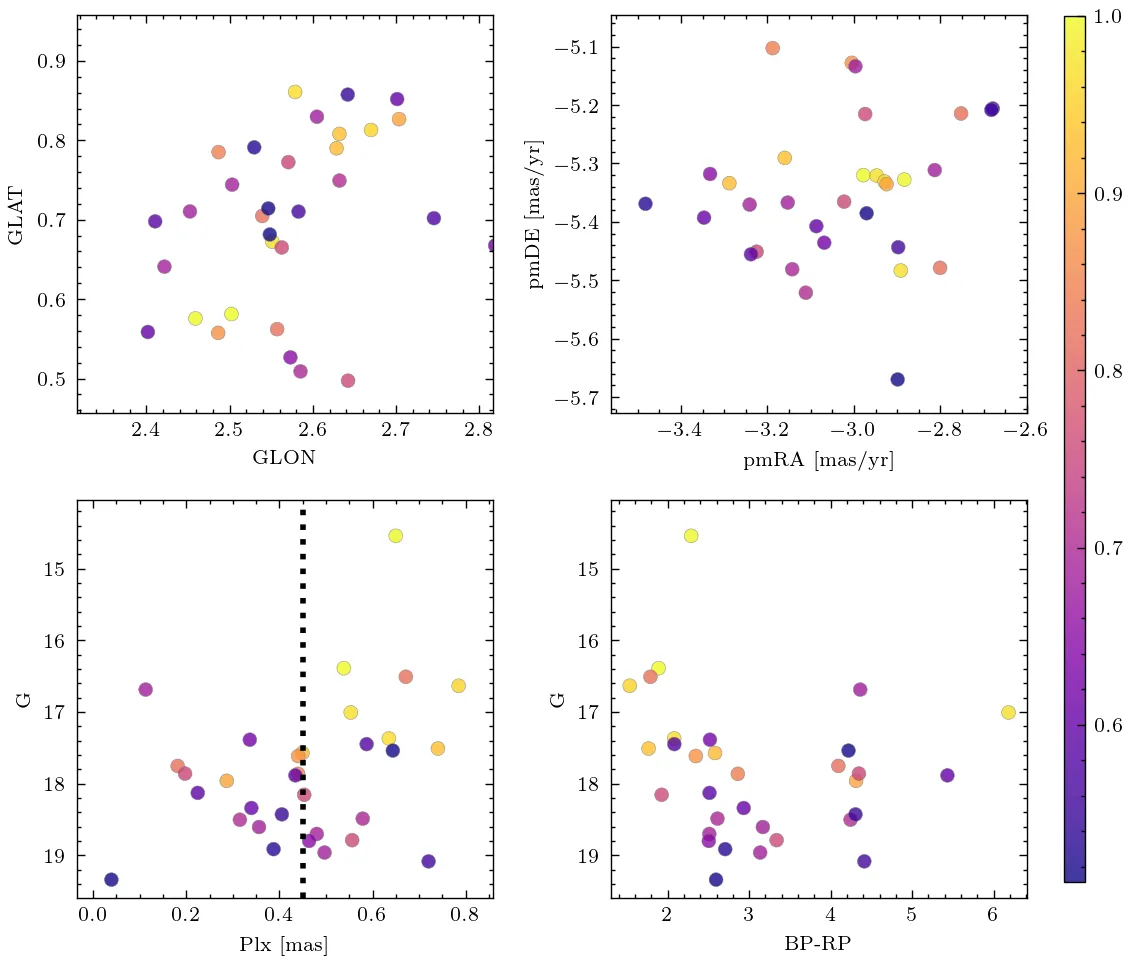 0.9
0.8
0.7
0.6
0.5
GLAT
2.4 2.5 2.6 2.7 2.8
GLON
−5.1
−5.2
−5.3
−5.4
−5.5
−5.6
−5.7
pmDE [mas/yr]
−3.4 −3.2 −3.0 −2.8 −2.6
pmRA [mas/yr]
1.0
0.9
0.8
0.7
0.6
15
16
17
18
19
G
0.0 0.2 0.4 0.6 0.8
Plx [mas]
15
16
17
18
19
G
2 3 4 5 6
BP-RP